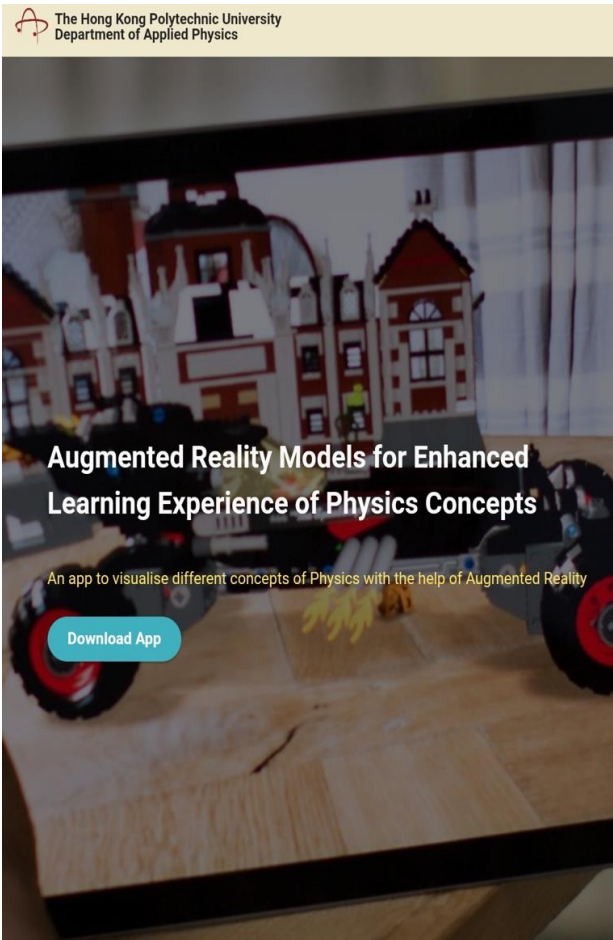 The Hong Kong Polytechnic University
Department of Applied Physics
Augmented Reality Models for Enhanced
Learning Experience of Physics Concepts
An app to visualise different concepts of Physics with the help of Augmented Reality
Download App